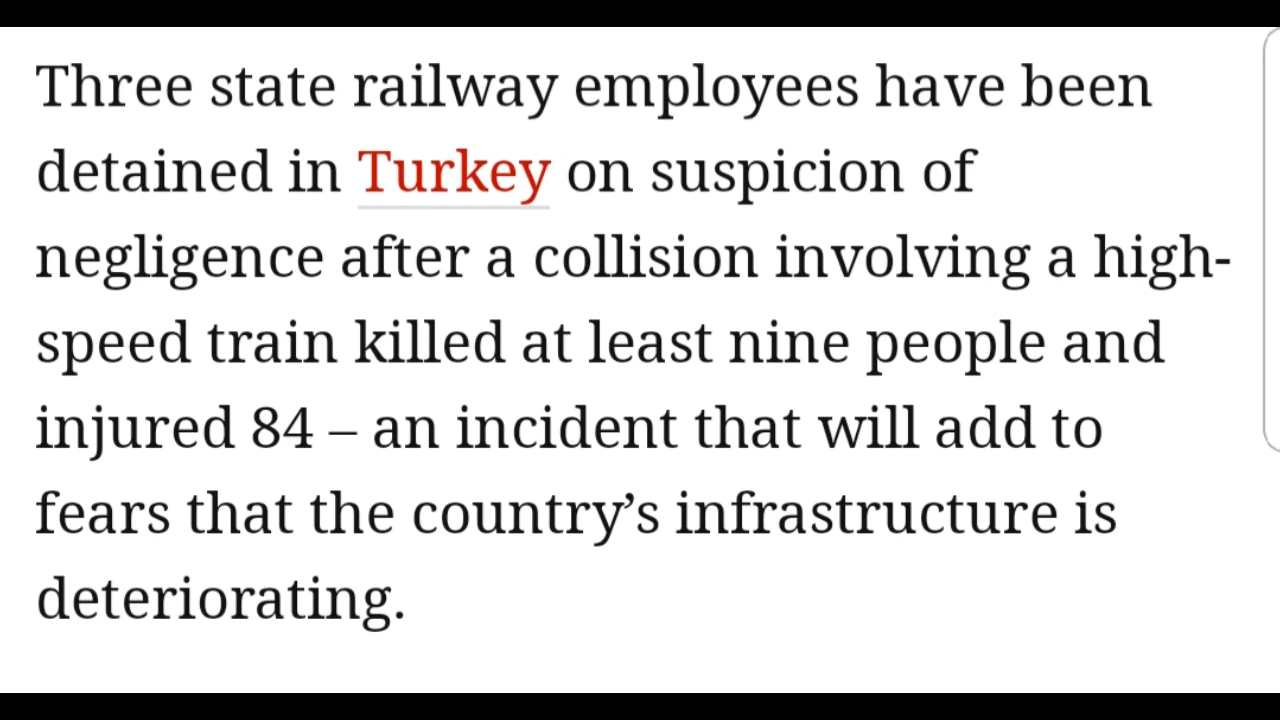 Three state railway employees have been
detained in Turkey on suspicion of
negligence after a collision involving a high-
speed train killed at least nine people and
injured 84 – an incident that will add to
fears that the country’s infrastructure is
deteriorating.